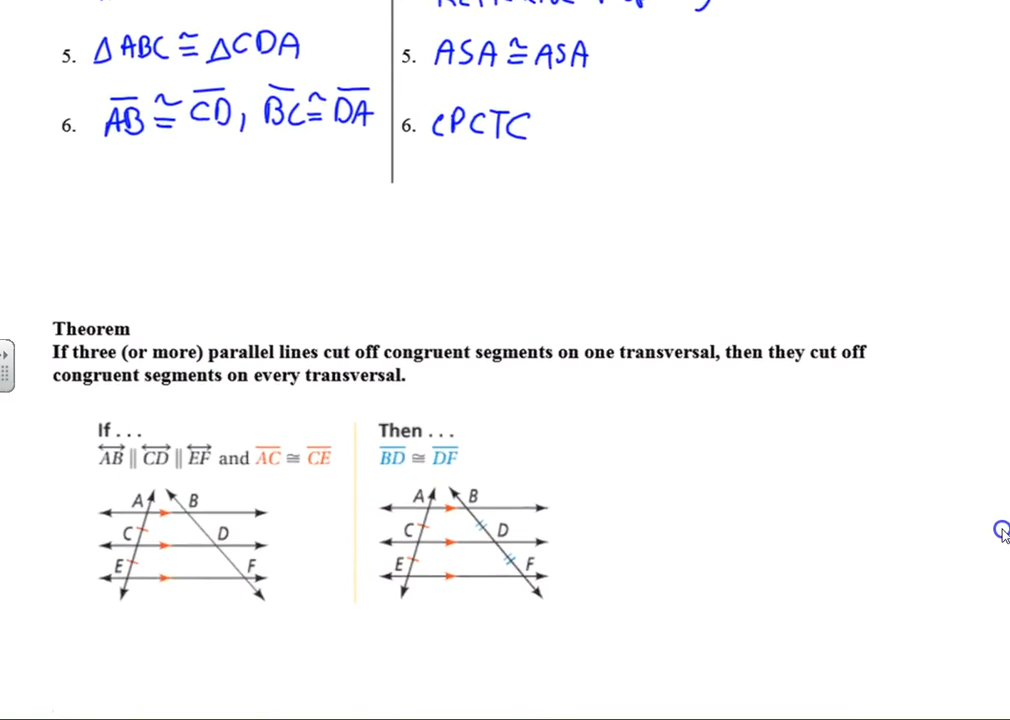 5. △ABC ≅ △CDA
5. ASA ≅ ASA
6. AB ≅ CD, BC ≅ DA
6. CPCTC
Theorem
If three (or more) parallel lines cut off congruent segments on one transversal, then they cut off
congruent segments on every transversal.
If . . .
AB || CD || EF and AC ≅ CE
Then . . .
BD ≅ DF
A B
C D
E F
A B
C D
E F